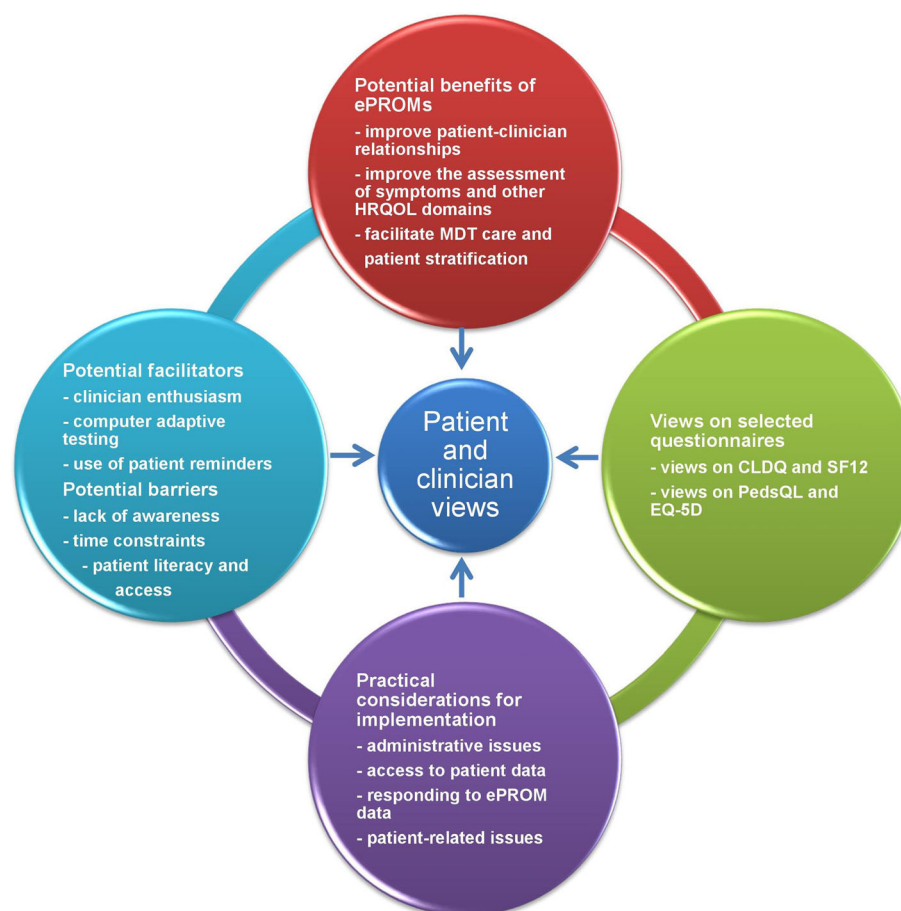 Potential benefits of
ePROMs
- improve patient-clinician
relationships
- improve the assessment
of symptoms and other
HRQOL domains
- facilitate MDT care and
patient stratification
Potential facilitators
- clinician enthusiasm
- computer adaptive
testing
- use of patient reminders
Potential barriers
- lack of awareness
- time constraints
- patient literacy and
access
Patient
and
clinician
views
Views on selected
questionnaires
- views on CLDQ and SF12
- views on PedsQL and
EQ-5D
Practical
considerations for
implementation
- administrative issues
- access to patient data
- responding to ePROM
data
- patient-related issues